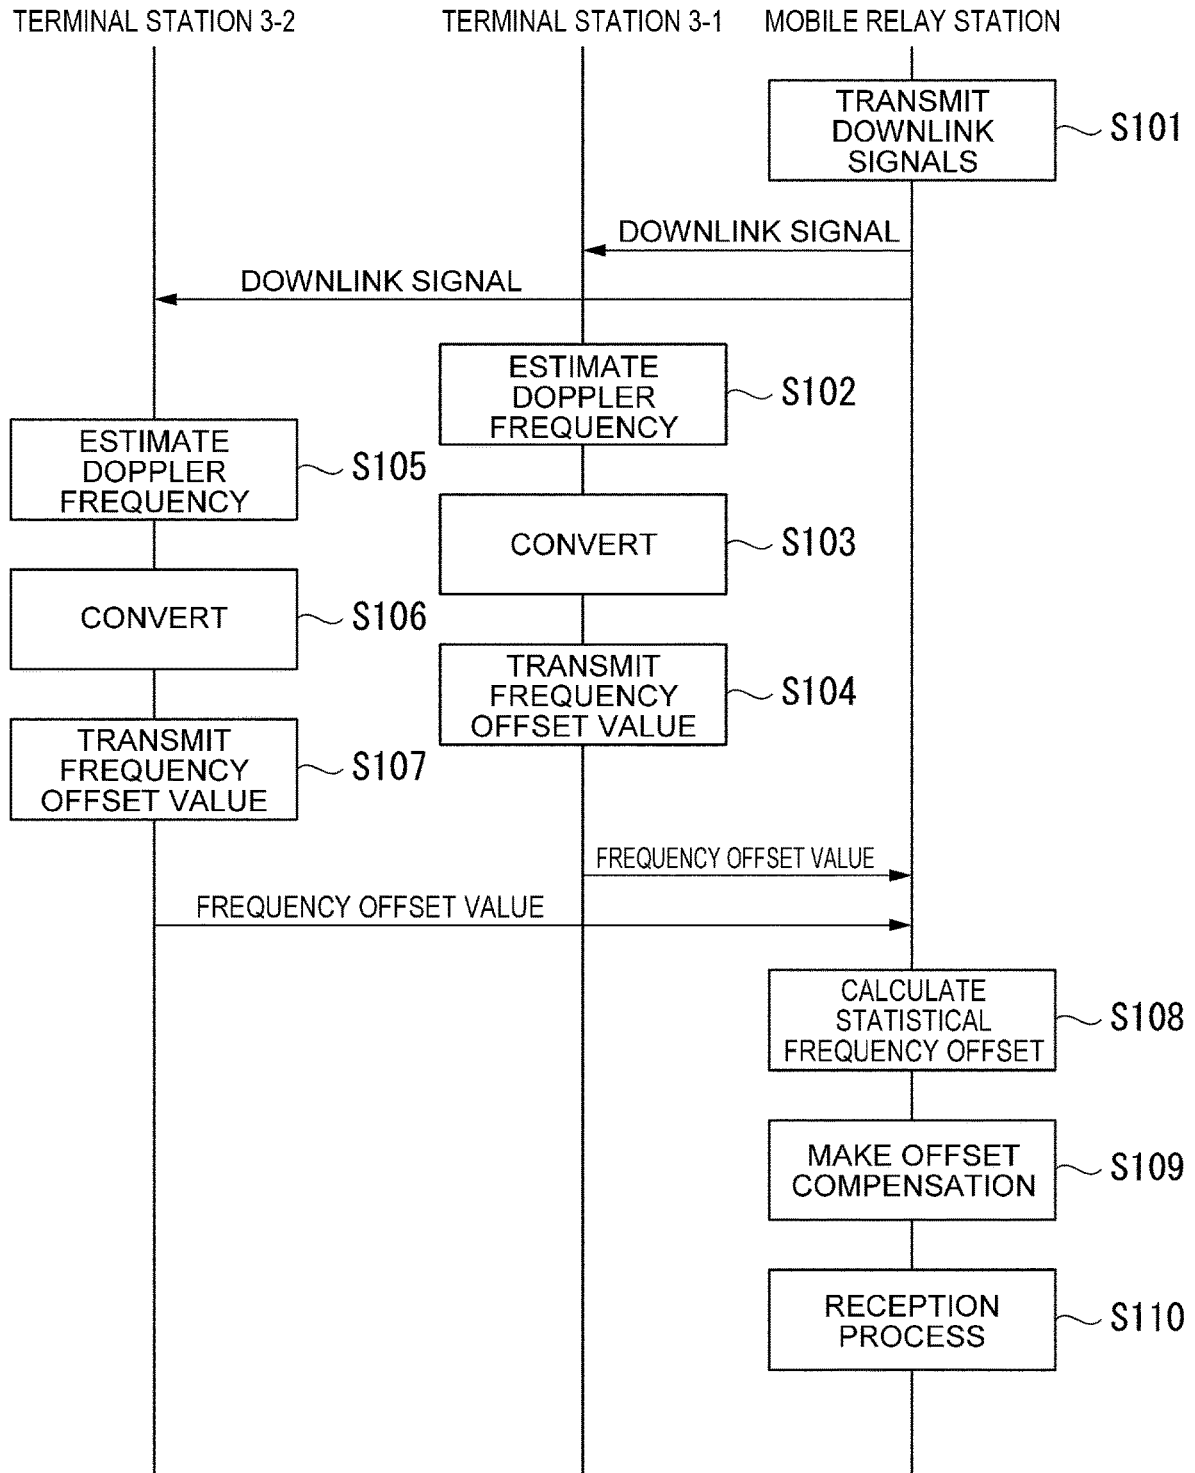 TERMINAL STATION 3-2
TERMINAL STATION 3-1
MOBILE RELAY STATION
TRANSMIT
DOWNLINK
SIGNALS
S101
DOWNLINK SIGNAL
DOWNLINK SIGNAL
ESTIMATE
DOPPLER
FREQUENCY
S102
ESTIMATE
DOPPLER
FREQUENCY
S105
CONVERT
S103
CONVERT
S106
TRANSMIT
FREQUENCY
OFFSET VALUE
S104
TRANSMIT
FREQUENCY
OFFSET VALUE
S107
FREQUENCY OFFSET VALUE
FREQUENCY OFFSET VALUE
CALCULATE
STATISTICAL
FREQUENCY OFFSET
S108
MAKE OFFSET
COMPENSATION
S109
RECEPTION
PROCESS
S110